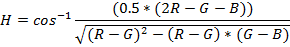 H = cos⁻¹ (0.5 * (2R − G − B)) / √((R − G)² − (R − G) * (G − B))